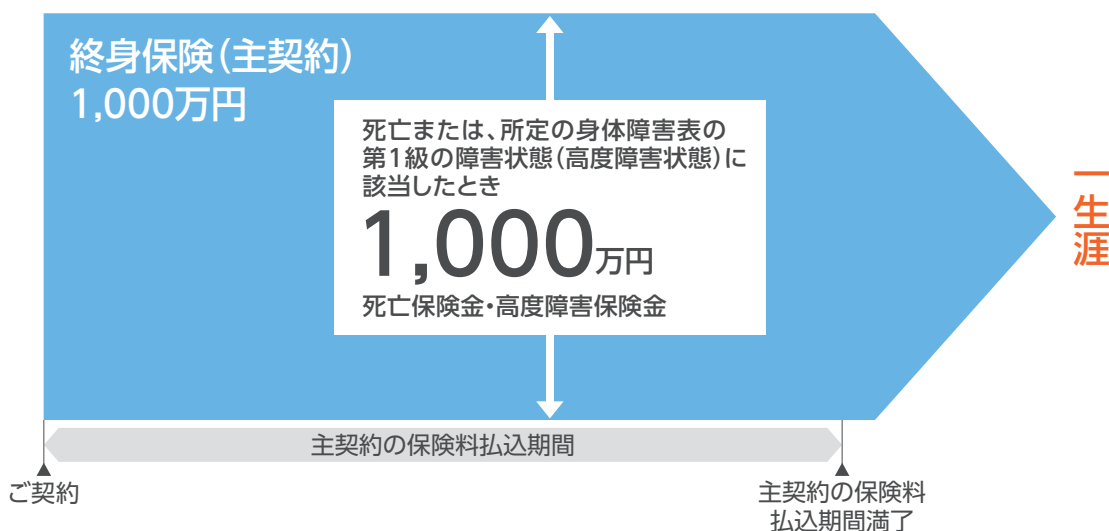 終身保険（主契約）
1,000万円
死亡または、所定の身体障害表の
第1級の障害状態（高度障害状態）に
該当したとき
1,000万円
死亡保険金・高度障害保険金
一生涯
主契約の保険料払込期間
ご契約
主契約の保険料
払込期間満了